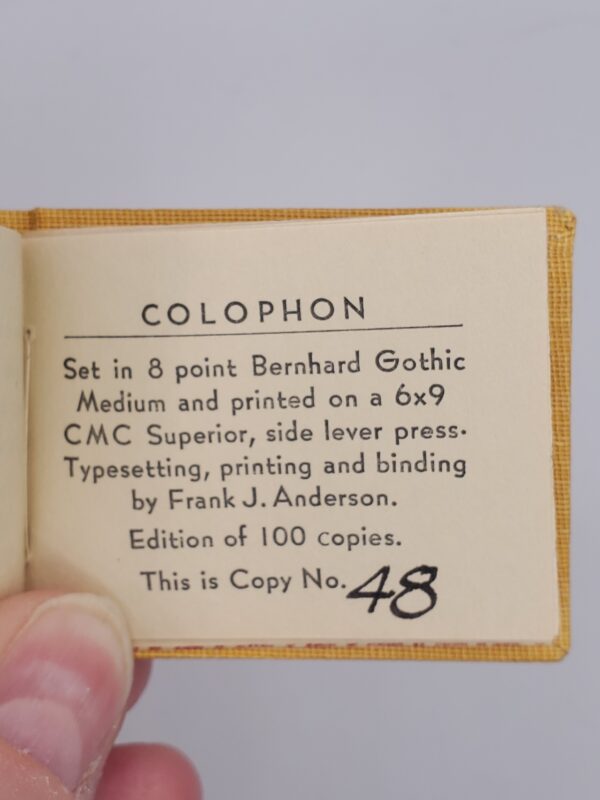 COLOPHON
Set in 8 point Bernhard Gothic
Medium and printed on a 6x9
CMC Superior, side lever press.
Typesetting, printing and binding
by Frank J. Anderson.
Edition of 100 copies.
This is Copy No. 48